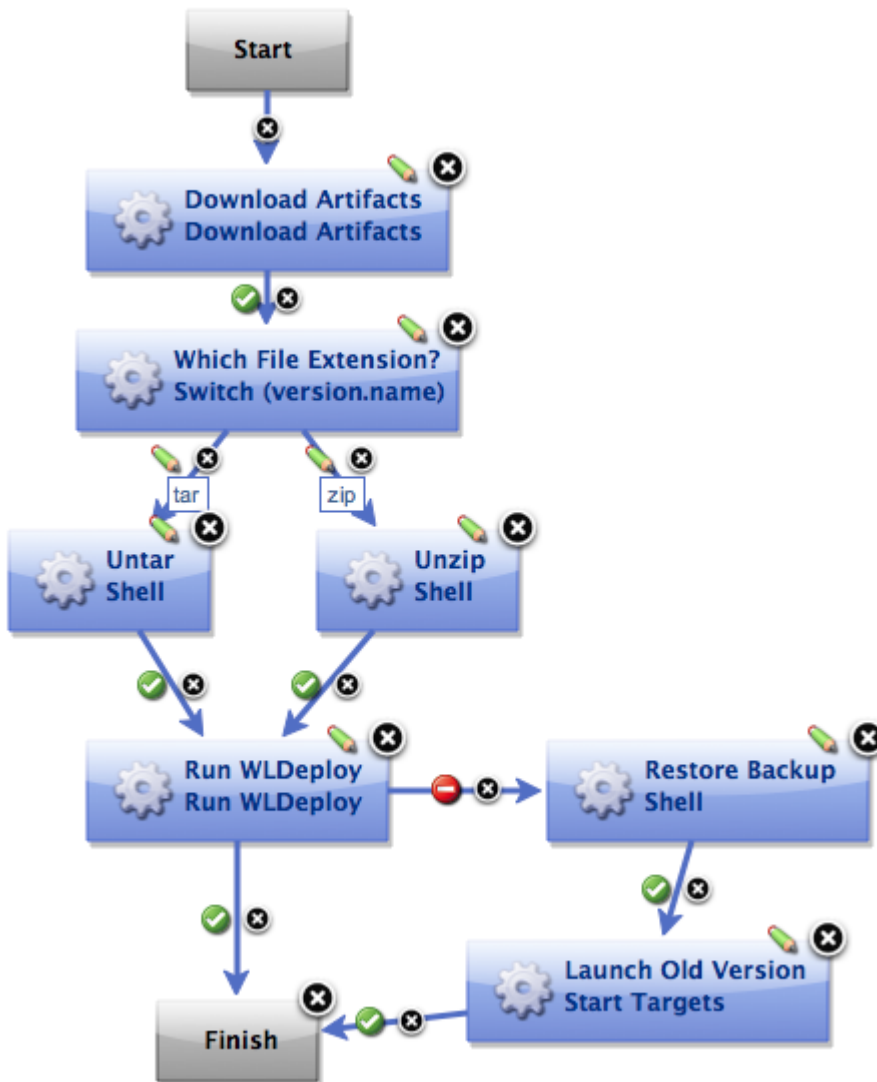 Start
Download Artifacts
Download Artifacts
Which File Extension?
Switch (version.name)
tar
zip
Untar
Shell
Unzip
Shell
Run WLDeploy
Run WLDeploy
Restore Backup
Shell
Launch Old Version
Start Targets
Finish